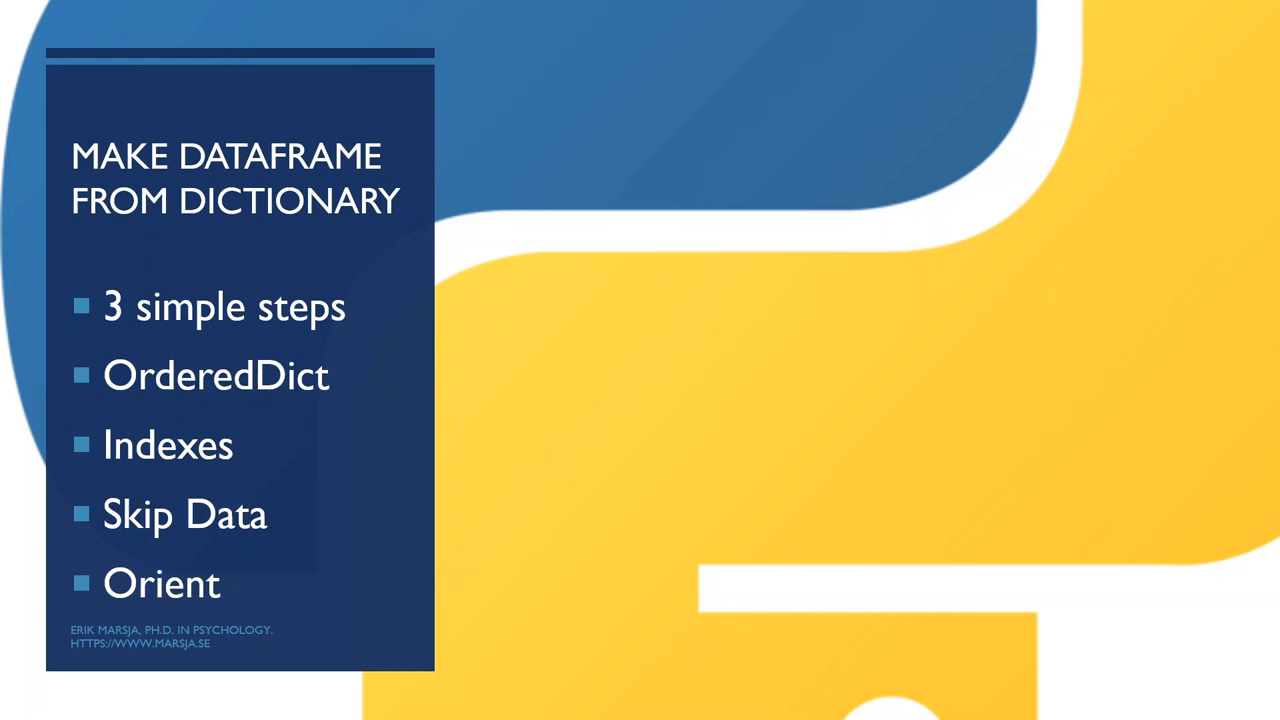 MAKE DATAFRAME
FROM DICTIONARY
3 simple steps
OrderedDict
Indexes
Skip Data
Orient
ERIK MARSJA, PH.D. IN PSYCHOLOGY.
HTTPS://WWW.MARSJA.SE